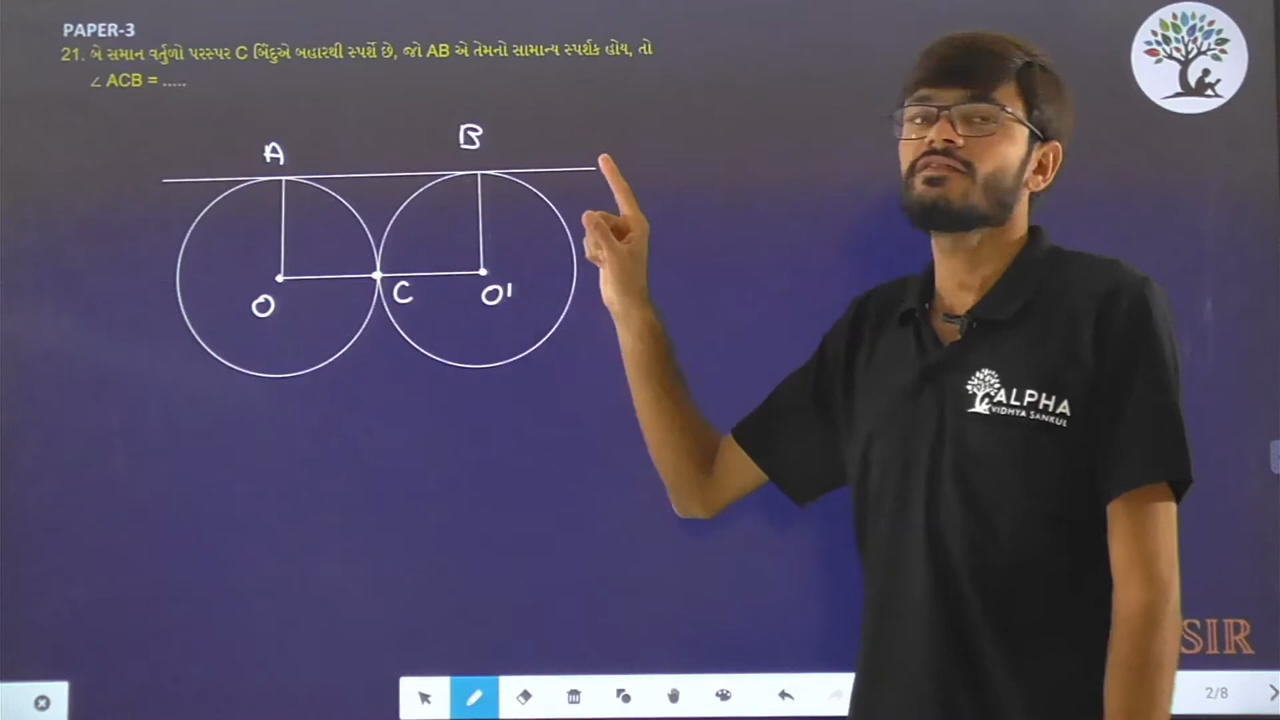 PAPER-3
21. બે સમાન વર્તુળો પરસ્પર C બિંદુએ બહારથી સ્પર્શે છે, જો AB એ તેમનો સામાન્ય સ્પર્શક હોય, તો
∠ ACB = .....
A
B
O
C
O'
ALPHA
VIDHYA SANKUL
SIR
2/8